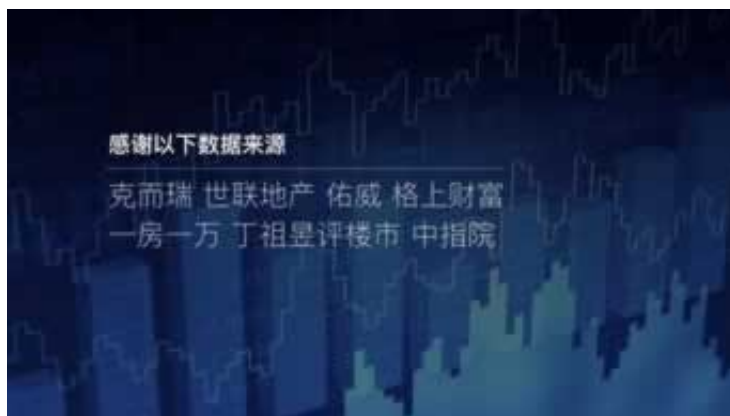 感谢以下数据来源
克而瑞 世联地产 佑威 格上财富
一房一万 丁祖昱评楼市 中指院